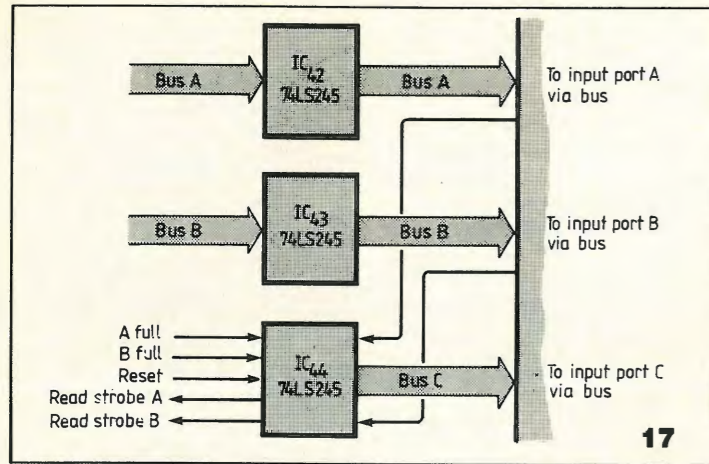 IC42
74LS245
Bus A
Bus A
To input port A
via bus
IC43
74LS245
Bus B
Bus B
To input port B
via bus
A full
B full
Reset
Read strobe A
Read strobe B
IC44
74LS245
Bus C
To input port C
via bus
17